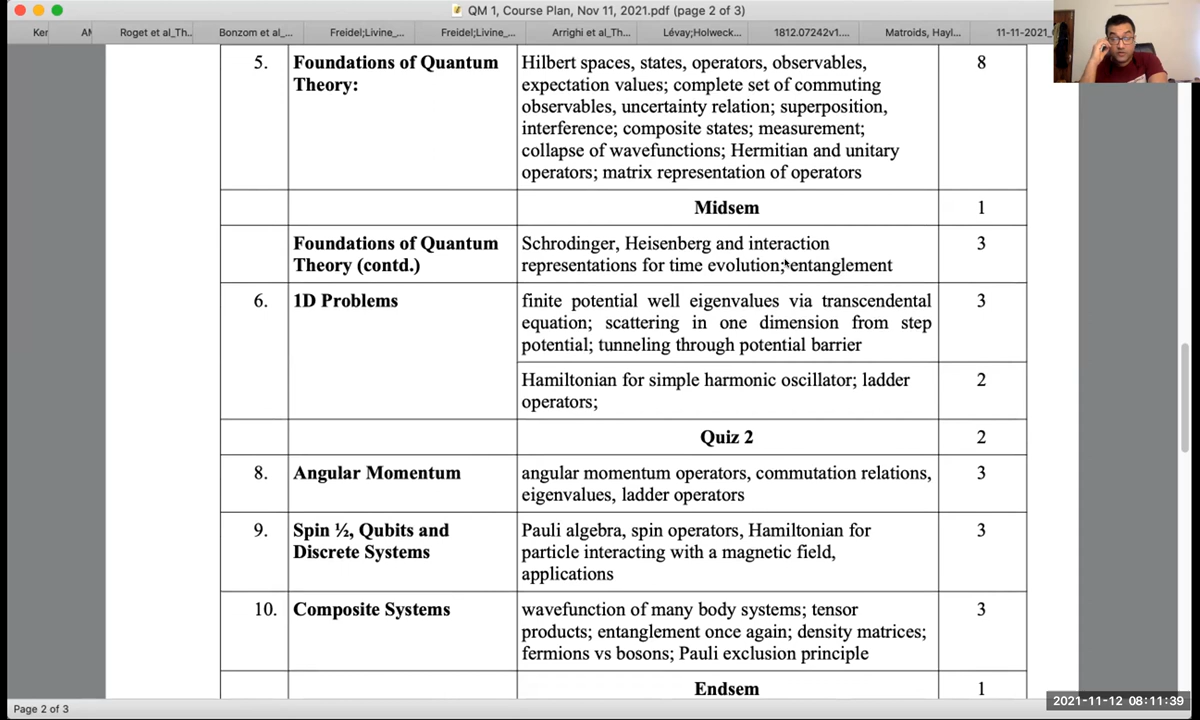 QM 1, Course Plan, Nov 11, 2021.pdf (page 2 of 3)
Ker
Roget et al_Th..
Bonzom et al_...
Freidel;Livine_...
Freidel;Livine_...
Arrighi et al_Th...
Lévay;Holweck...
1812.07242v1....
Matroids, Hayl...
11-11-2021_
5. Foundations of Quantum Theory:
Hilbert spaces, states, operators, observables,
expectation values; complete set of commuting
observables, uncertainty relation; superposition,
interference; composite states; measurement;
collapse of wavefunctions; Hermitian and unitary
operators; matrix representation of operators
8
Midsem
1
Foundations of Quantum
Theory (contd.)
Schrodinger, Heisenberg and interaction
representations for time evolution; entanglement
3
6. 1D Problems
finite potential well eigenvalues via transcendental
equation; scattering in one dimension from step
potential; tunneling through potential barrier
3
Hamiltonian for simple harmonic oscillator; ladder
operators;
2
Quiz 2
2
8. Angular Momentum
angular momentum operators, commutation relations,
eigenvalues, ladder operators
3
9. Spin ½, Qubits and
Discrete Systems
Pauli algebra, spin operators, Hamiltonian for
particle interacting with a magnetic field,
applications
3
10. Composite Systems
wavefunction of many body systems; tensor
products; entanglement once again; density matrices;
fermions vs bosons; Pauli exclusion principle
3
Endsem
1
Page 2 of 3
2021-11-12 08:11:39